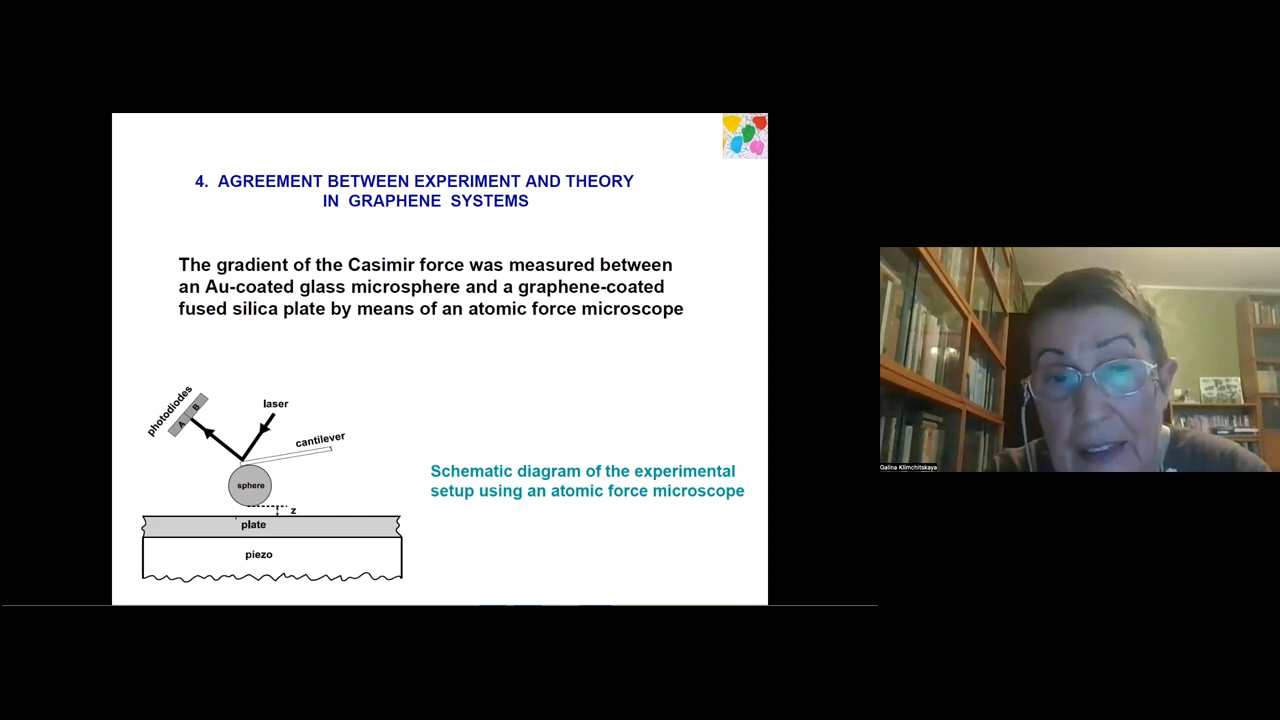 4. AGREEMENT BETWEEN EXPERIMENT AND THEORY
IN GRAPHENE SYSTEMS
The gradient of the Casimir force was measured between
an Au-coated glass microsphere and a graphene-coated
fused silica plate by means of an atomic force microscope
photodiodes
A
B
laser
cantilever
sphere
z
plate
piezo
Schematic diagram of the experimental
setup using an atomic force microscope
Galina Klimchitskaya